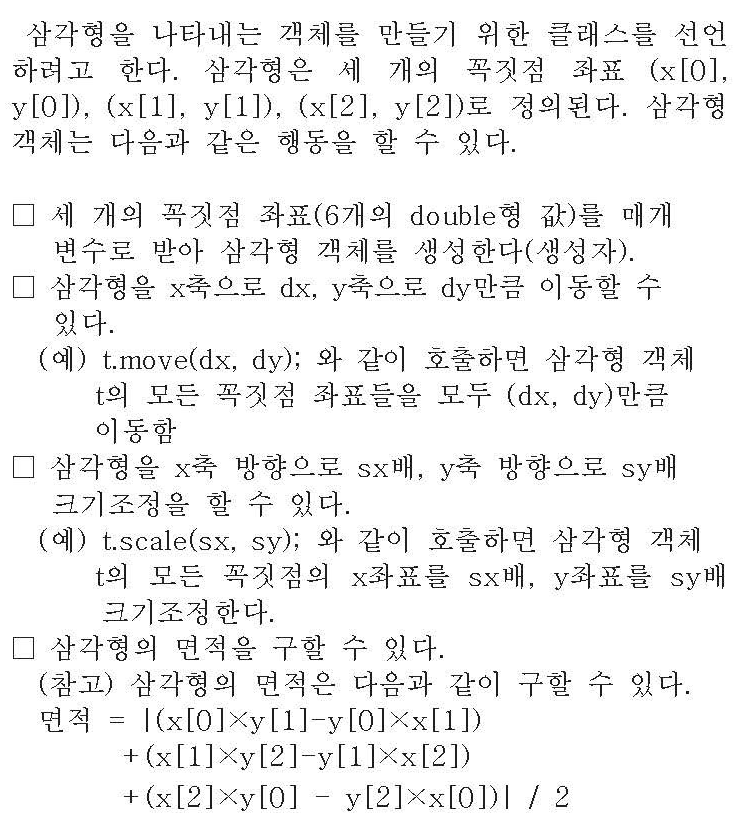 삼각형을 나타내는 객체를 만들기 위한 클래스를 선언
하려고 한다. 삼각형은 세 개의 꼭짓점 좌표 (x[0],
y[0]), (x[1], y[1]), (x[2], y[2])로 정의된다. 삼각형
객체는 다음과 같은 행동을 할 수 있다.
□ 세 개의 꼭짓점 좌표(6개의 double형 값)를 매개
변수로 받아 삼각형 객체를 생성한다(생성자).
□ 삼각형을 x축으로 dx, y축으로 dy만큼 이동할 수
있다.
(예) t.move(dx, dy); 와 같이 호출하면 삼각형 객체
t의 모든 꼭짓점 좌표들을 모두 (dx, dy)만큼
이동함
□ 삼각형을 x축 방향으로 sx배, y축 방향으로 sy배
크기조정을 할 수 있다.
(예) t.scale(sx, sy); 와 같이 호출하면 삼각형 객체
t의 모든 꼭짓점의 x좌표를 sx배, y좌표를 sy배
크기조정한다.
□ 삼각형의 면적을 구할 수 있다.
(참고) 삼각형의 면적은 다음과 같이 구할 수 있다.
면적 = |(x[0]×y[1]-y[0]×x[1])
+(x[1]×y[2]-y[1]×x[2])
+(x[2]×y[0] - y[2]×x[0])| / 2